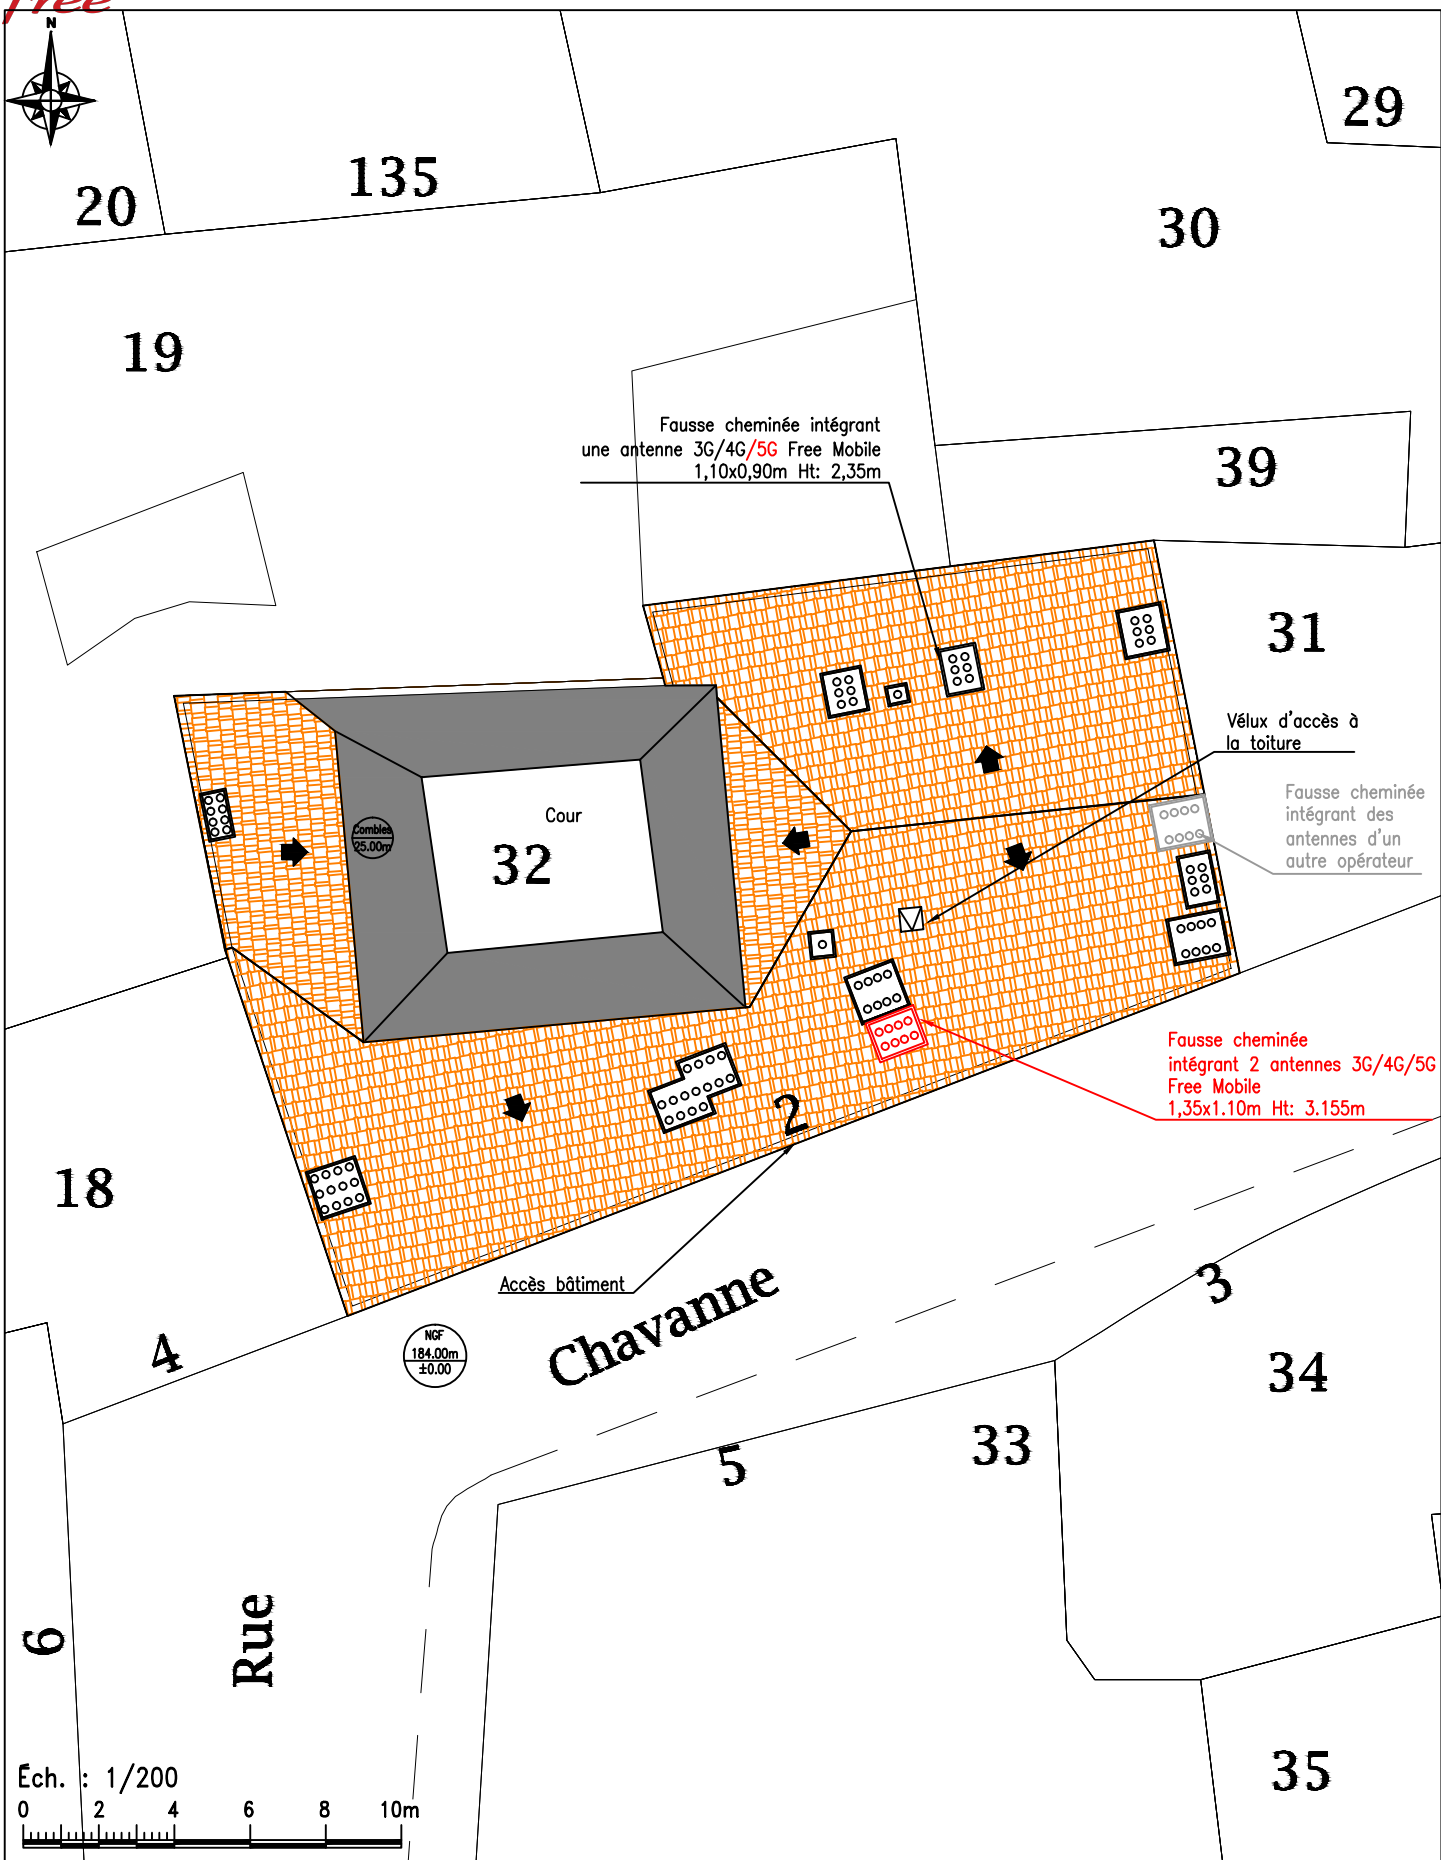 free
N
29
135
20
30
19
Fausse cheminée intégrant
une antenne 3G/4G/5G Free Mobile
1,10x0,90m Ht: 2,35m
39
31
Vélux d'accès à
la toiture
Fausse cheminée
intégrant des
antennes d'un
autre opérateur
Cour
Combles
25.00m
32
Fausse cheminée
intégrant 2 antennes 3G/4G/5G
Free Mobile
1,35x1.10m Ht: 3.155m
2
18
Accès bâtiment
Chavanne
3
4
NGF
184.00m
±0.00
34
33
5
6
Rue
35
Éch. : 1/200
0 2 4 6 8 10m